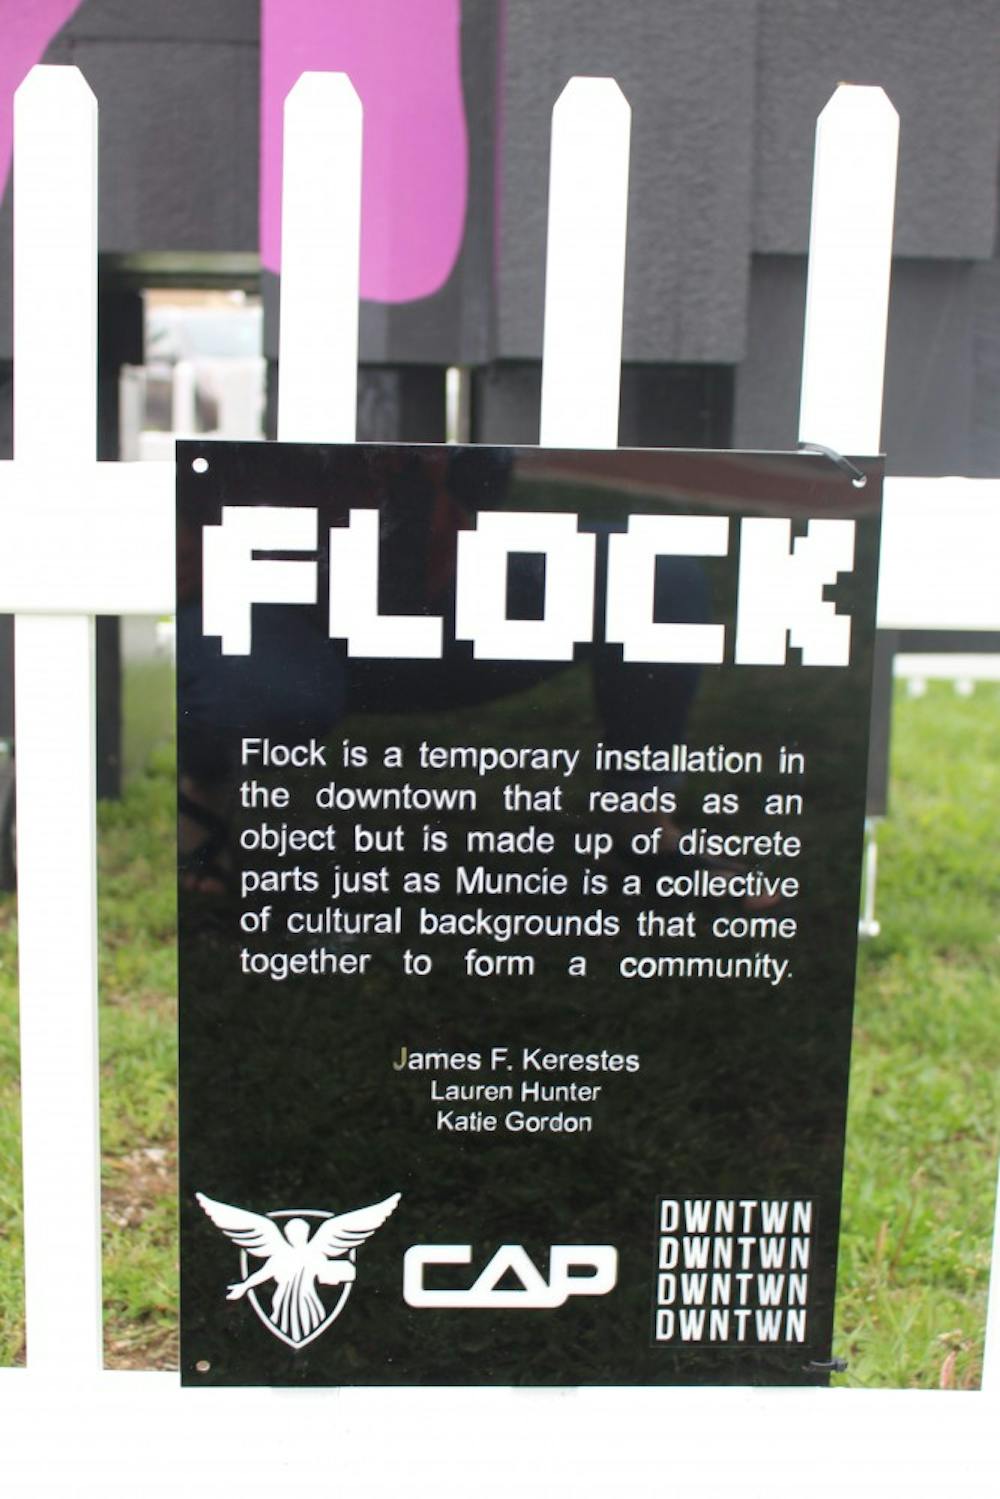 FLOCK
Flock is a temporary installation in
the downtown that reads as an
object but is made up of discrete
parts just as Muncie is a collective
of cultural backgrounds that come
together to form a community.
James F. Kerestes
Lauren Hunter
Katie Gordon
CAP
DWNTWN
DWNTWN
DWNTWN
DWNTWN